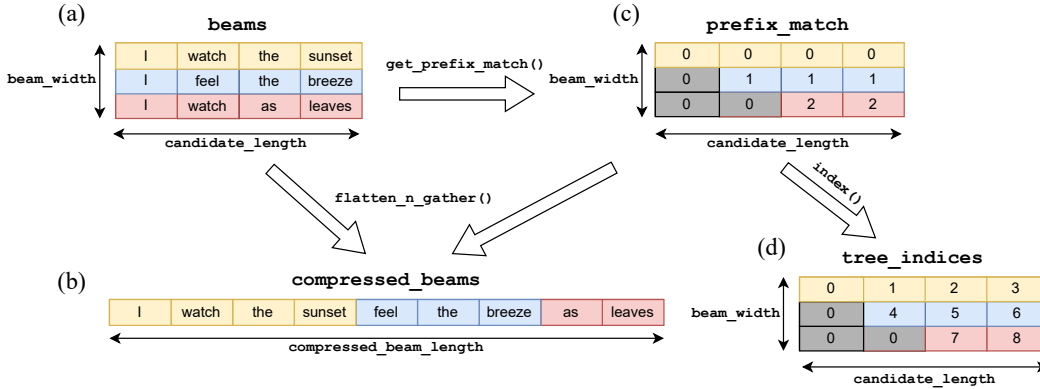 (a)
beams
beam_width
I watch the sunset
I feel the breeze
I watch as leaves
candidate_length
get_prefix_match()
(c)
prefix_match
beam_width
0 0 0 0
0 1 1 1
0 0 2 2
candidate_length
flatten_n_gather()
index()
(b)
compressed_beams
I watch the sunset feel the breeze as leaves
compressed_beam_length
(d)
tree_indices
beam_width
0 1 2 3
0 4 5 6
0 0 7 8
candidate_length